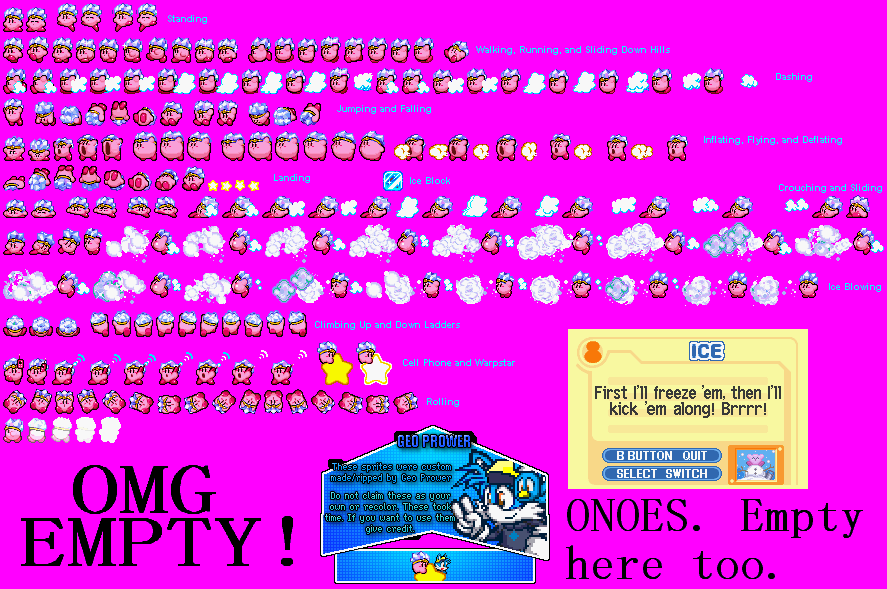 Standing
Walking, Running, and Sliding Down Hills
Dashing
Jumping and Falling
Inflating, Flying, and Deflating
Landing
Ice Block
Crouching and Sliding
Ice Blowing
Climbing Up and Down Ladders
Cell Phone and Warpstar
Rolling
ICE
First I'll freeze 'em, then I'll
kick 'em along! Brrrr!
B BUTTON QUIT
SELECT SWITCH
GEO PROWER
These sprites were custom
made/ripped by Geo Prower
Do not claim these as your
own or recolor. These took
time. If you want to use them
give credit.
OMG
EMPTY!
ONOES. Empty
here too.